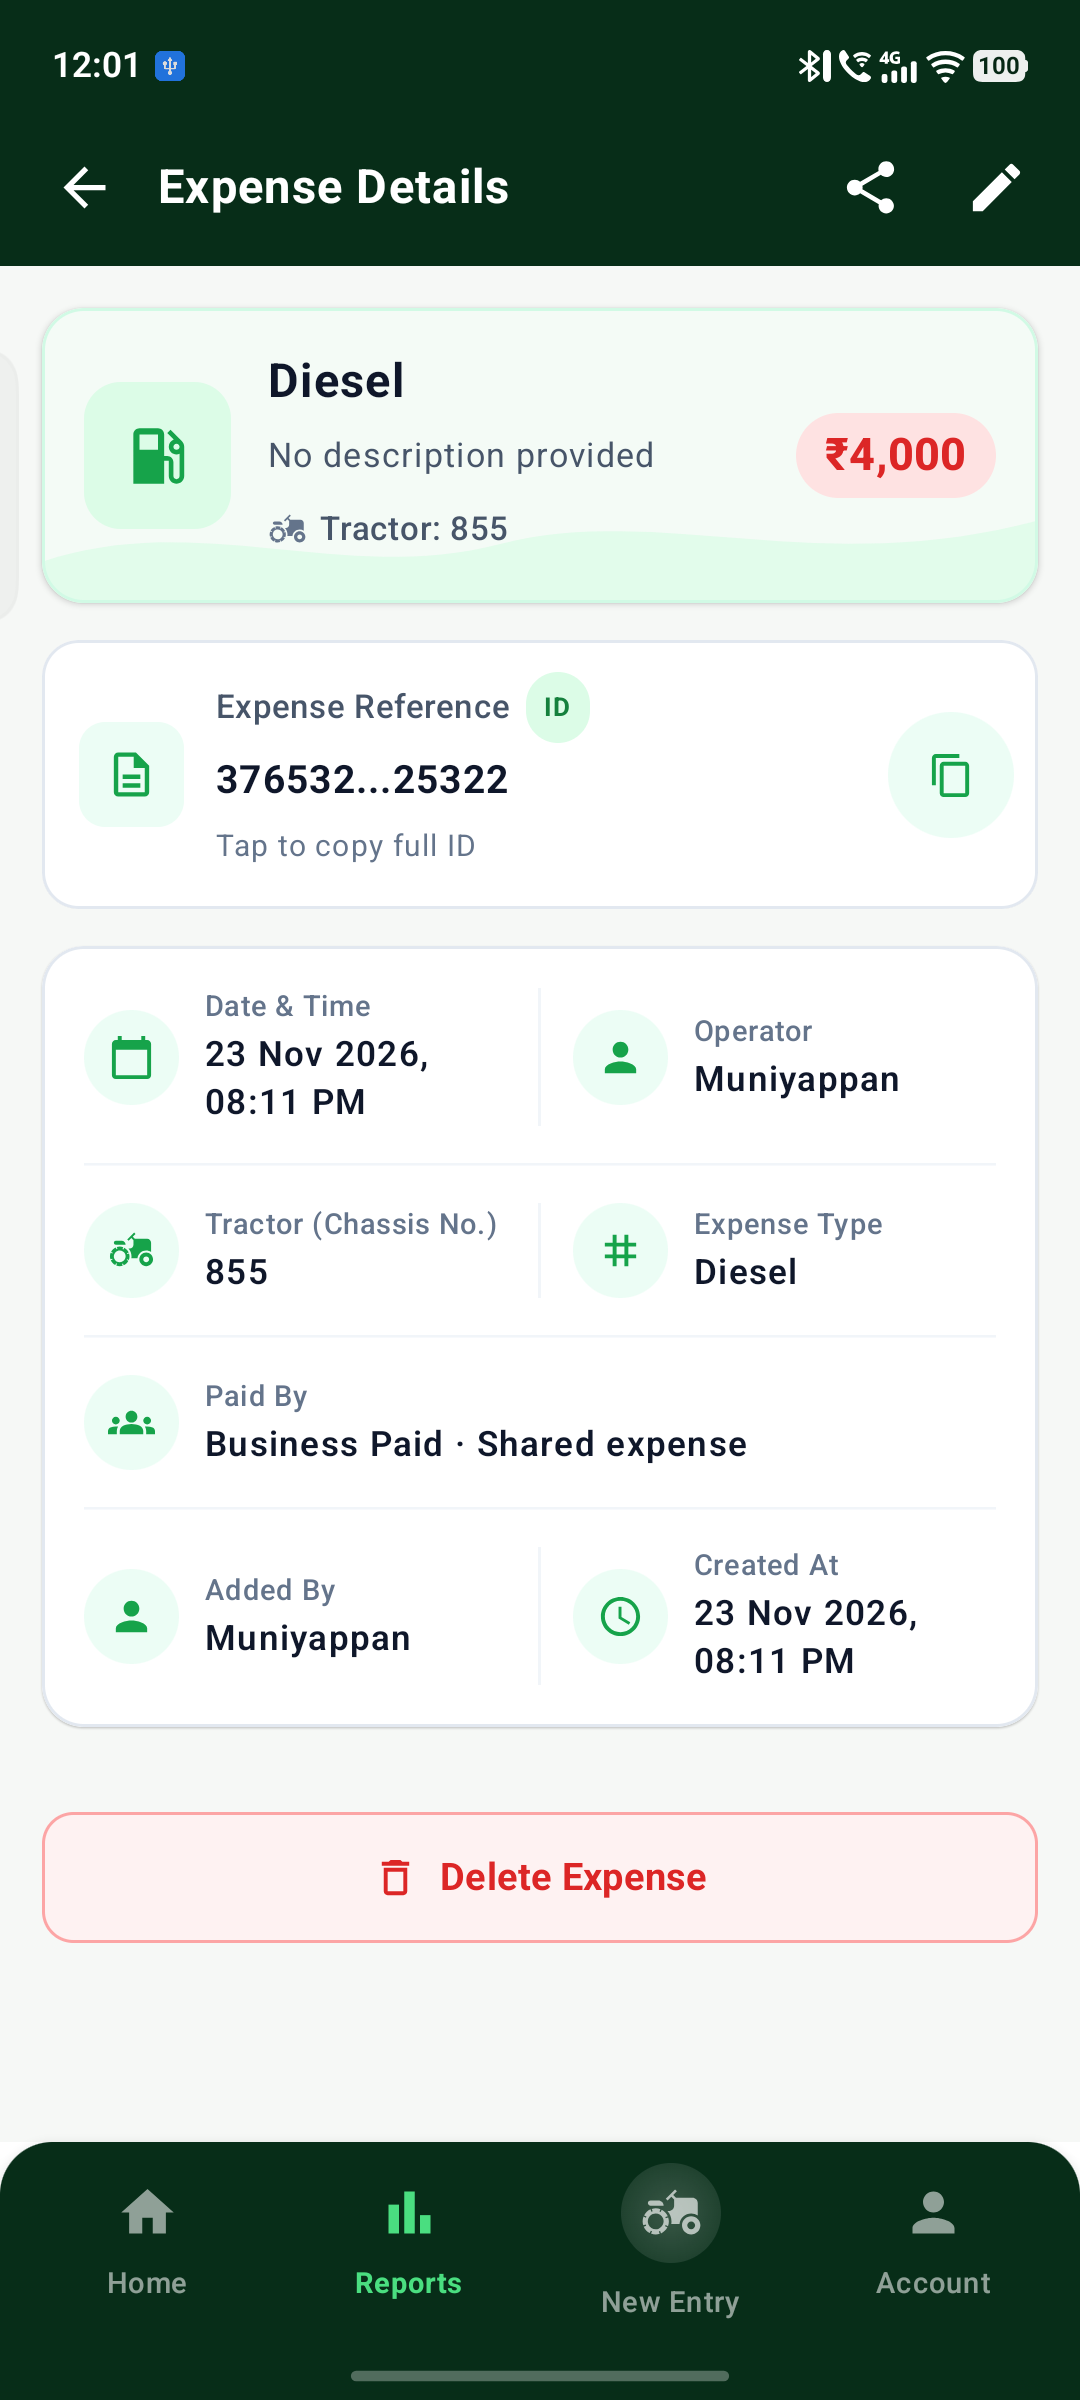 12:01
4G
100
Expense Details
Diesel
No description provided
₹4,000
Tractor: 855
Expense Reference ID
376532...25322
Tap to copy full ID
Date & Time
23 Nov 2026,
08:11 PM
Operator
Muniyappan
Tractor (Chassis No.)
855
Expense Type
Diesel
Paid By
Business Paid · Shared expense
Added By
Muniyappan
Created At
23 Nov 2026,
08:11 PM
Delete Expense
Home
Reports
New Entry
Account